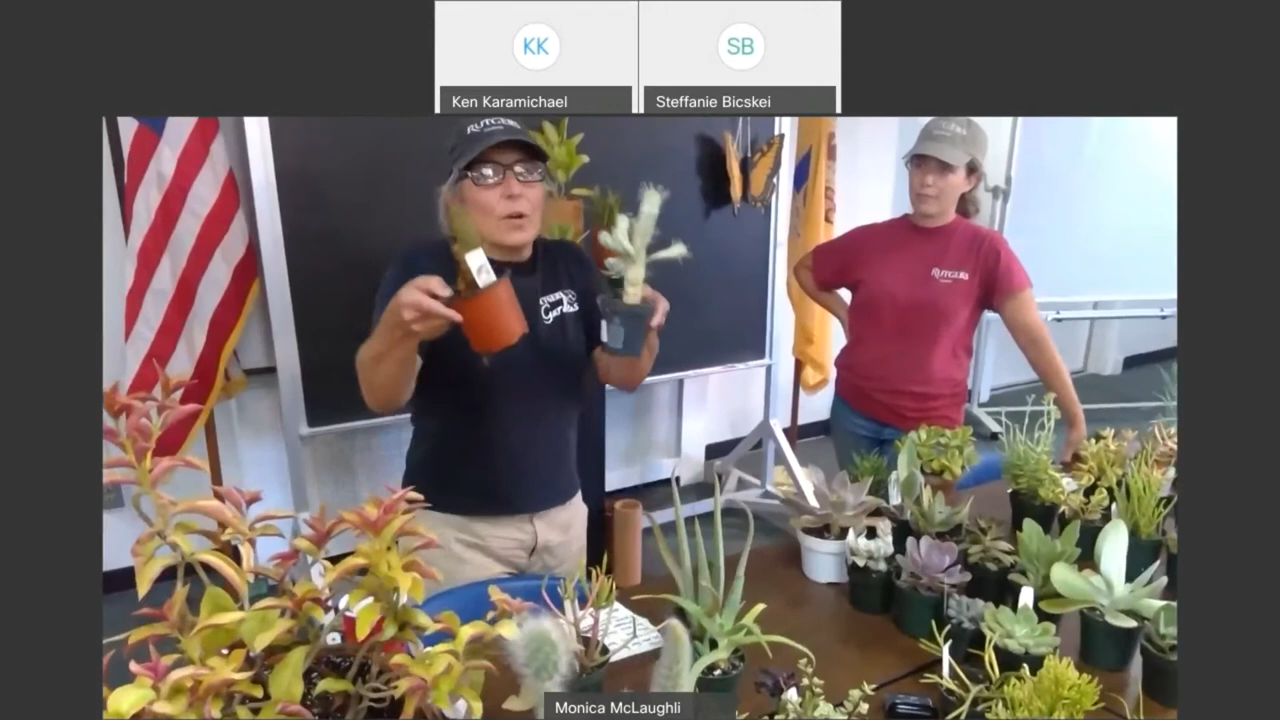 KK
SB
Ken Karamichael
Steffanie Bicskei
RUTGERS
RUTGERS
Gardens
RUTGERS
Monica McLaughli